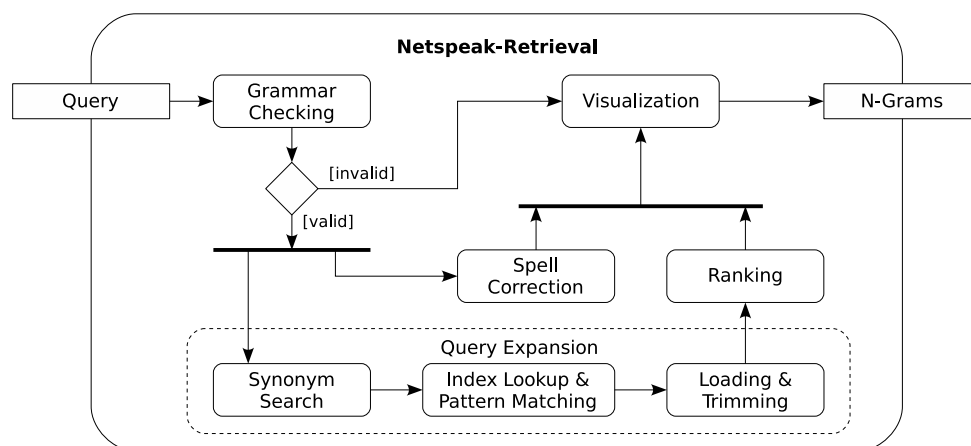 Netspeak-Retrieval
Query
Grammar
Checking
Visualization
N-Grams
[invalid]
[valid]
Spell
Correction
Ranking
Query Expansion
Synonym
Search
Index Lookup &
Pattern Matching
Loading &
Trimming